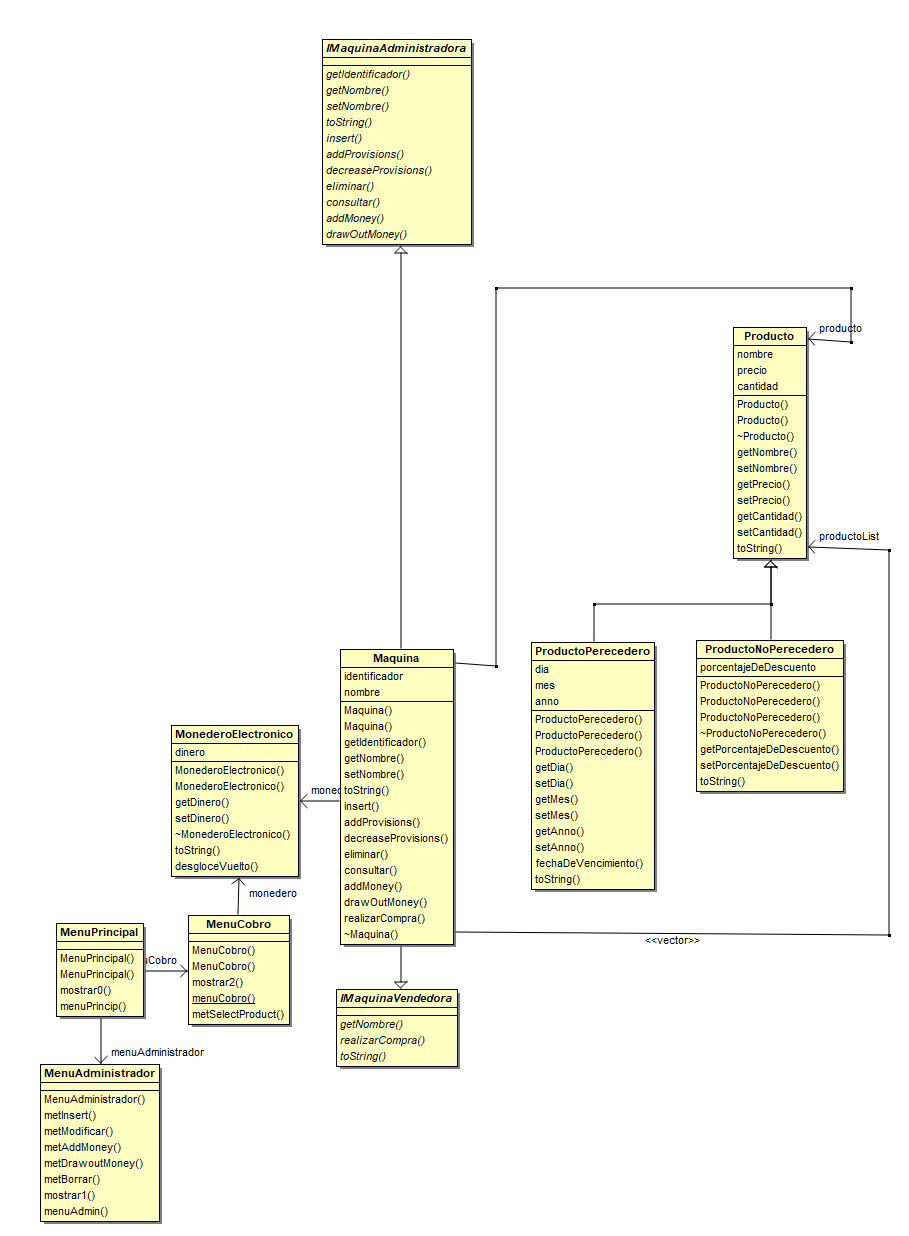 IMaquinaAdministradora
getIdentificador()
getNombre()
setNombre()
toString()
insert()
addProvisions()
decreaseProvisions()
eliminar()
consultar()
addMoney()
drawOutMoney()
producto
Producto
nombre
precio
cantidad
Producto()
Producto()
~Producto()
getNombre()
setNombre()
getPrecio()
setPrecio()
getCantidad()
setCantidad()
toString()
productoList
ProductoPerecedero
dia
mes
anno
ProductoPerecedero()
ProductoPerecedero()
ProductoPerecedero()
getDia()
setDia()
getMes()
setMes()
getAnno()
setAnno()
fechaDeVencimiento()
toString()
ProductoNoPerecedero
porcentajeDeDescuento
ProductoNoPerecedero()
ProductoNoPerecedero()
ProductoNoPerecedero()
~ProductoNoPerecedero()
getPorcentajeDeDescuento()
setPorcentajeDeDescuento()
toString()
Maquina
identificador
nombre
Maquina()
Maquina()
getIdentificador()
getNombre()
setNombre()
toString()
insert()
addProvisions()
decreaseProvisions()
eliminar()
consultar()
addMoney()
drawOutMoney()
realizarCompra()
~Maquina()
<<vector>>
MonederoElectronico
dinero
MonederoElectronico()
MonederoElectronico()
getDinero()
setDinero()
~MonederoElectronico()
toString()
desgloceVuelto()
monedero
MenuCobro
MenuCobro()
MenuCobro()
mostrar2()
menuCobro()
metSelectProduct()
MenuPrincipal
MenuPrincipal()
MenuPrincipal()
mostrar0()
menuPrincip()
uCobro
menuAdministrador
MenuAdministrador
MenuAdministrador()
metInsert()
metModificar()
metAddMoney()
metDrawoutMoney()
metBorrar()
mostrar1()
menuAdmin()
IMaquinaVendedora
getNombre()
realizarCompra()
toString()